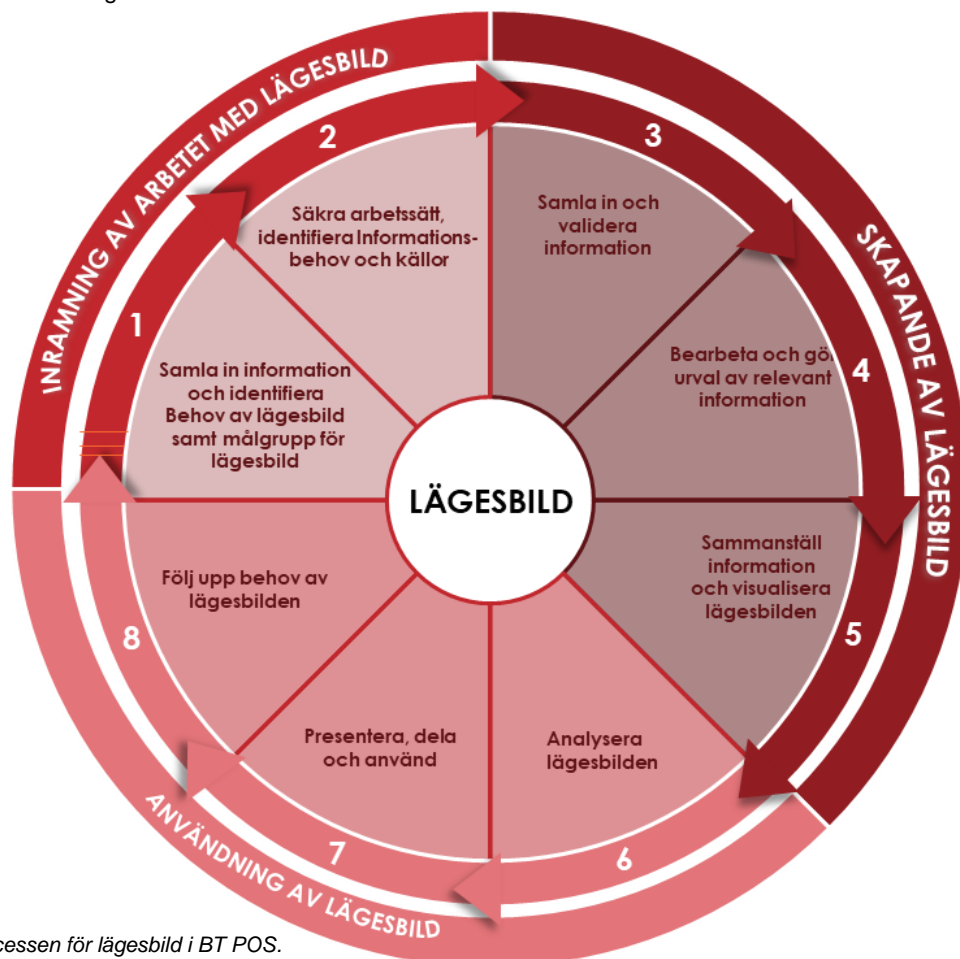 INRAMNING AV ARBETET MED LÄGESBILD
SKAPANDE AV LÄGESBILD
ANVÄNDNING AV LÄGESBILD
1
Samla in information
och identifiera
Behov av lägesbild
samt målgrupp för
lägesbild
2
Säkra arbetssätt,
identifiera Informations-
behov och källor
3
Samla in och
validera
information
4
Bearbeta och gör
urval av relevant
information
5
Sammanställ
information
och visualisera
lägesbilden
6
Analysera
lägesbilden
7
Presentera, dela
och använd
8
Följ upp behov av
lägesbilden
LÄGESBILD
cessen för lägesbild i BT POS.